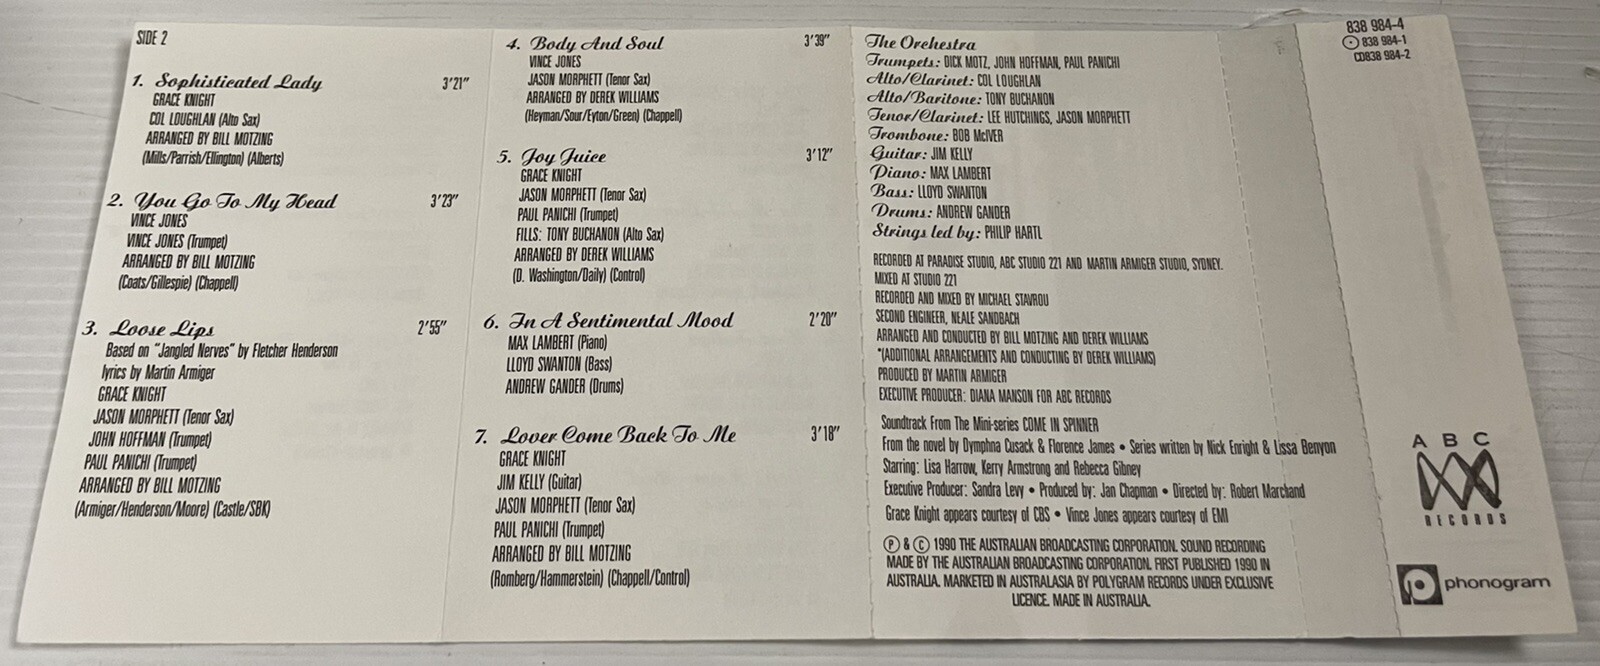 SIDE 2
1. Sophisticated Lady 3'21"
GRACE KNIGHT
COL LOUGHLAN (Alto Sax)
ARRANGED BY BILL MOTZING
(Mills/Parrish/Ellington) (Alberts)
2. You Go To My Head 3'23"
VINCE JONES
VINCE JONES (Trumpet)
ARRANGED BY BILL MOTZING
(Coats/Gillespie) (Chappell)
3. Loose Lips 2'55"
Based on "Jangled Nerves" by Fletcher Henderson
lyrics by Martin Armiger
GRACE KNIGHT
JASON MORPHETT (Tenor Sax)
JOHN HOFFMAN (Trumpet)
PAUL PANICHI (Trumpet)
ARRANGED BY BILL MOTZING
(Armiger/Henderson/Moore) (Castle/SBK)
4. Body And Soul 3'39"
VINCE JONES
JASON MORPHETT (Tenor Sax)
ARRANGED BY DEREK WILLIAMS
(Heyman/Sour/Eyton/Green) (Chappell)
5. Joy Juice 3'12"
GRACE KNIGHT
JASON MORPHETT (Tenor Sax)
PAUL PANICHI (Trumpet)
FILLS: TONY BUCHANON (Alto Sax)
ARRANGED BY DEREK WILLIAMS
(D. Washington/Daily) (Control)
6. In A Sentimental Mood 2'20"
MAX LAMBERT (Piano)
LLOYD SWANTON (Bass)
ANDREW GANDER (Drums)
7. Lover Come Back To Me 3'18"
GRACE KNIGHT
JIM KELLY (Guitar)
JASON MORPHETT (Tenor Sax)
PAUL PANICHI (Trumpet)
ARRANGED BY BILL MOTZING
(Romberg/Hammerstein) (Chappell/Control)
The Orchestra
Trumpets: DICK MOTZ, JOHN HOFFMAN, PAUL PANICHI
Alto/Clarinet: COL LOUGHLAN
Alto/Baritone: TONY BUCHANON
Tenor/Clarinet: LEE HUTCHINGS, JASON MORPHETT
Trombone: BOB McIVER
Guitar: JIM KELLY
Piano: MAX LAMBERT
Bass: LLOYD SWANTON
Drums: ANDREW GANDER
Strings led by: PHILIP HARTL
RECORDED AT PARADISE STUDIO, ABC STUDIO 221 AND MARTIN ARMIGER STUDIO, SYDNEY.
MIXED AT STUDIO 221
RECORDED AND MIXED BY MICHAEL STAVROU
SECOND ENGINEER, NEALE SANDBACH
ARRANGED AND CONDUCTED BY BILL MOTZING AND DEREK WILLIAMS
*(ADDITIONAL ARRANGEMENTS AND CONDUCTING BY DEREK WILLIAMS)
PRODUCED BY MARTIN ARMIGER
EXECUTIVE PRODUCER: DIANA MANSON FOR ABC RECORDS
Soundtrack From The Mini-series COME IN SPINNER
From the novel by Dymphna Cusack & Florence James • Series written by Nick Enright & Lissa Benyon
Starring: Lisa Harrow, Kerry Armstrong and Rebecca Gibney
Executive Producer: Sandra Levy • Produced by: Jan Chapman • Directed by: Robert Marchand
Grace Knight appears courtesy of CBS • Vince Jones appears courtesy of EMI
Ⓟ & © 1990 THE AUSTRALIAN BROADCASTING CORPORATION. SOUND RECORDING
MADE BY THE AUSTRALIAN BROADCASTING CORPORATION. FIRST PUBLISHED 1990 IN
AUSTRALIA. MARKETED IN AUSTRALASIA BY POLYGRAM RECORDS UNDER EXCLUSIVE
LICENCE. MADE IN AUSTRALIA.
838 984-4
838 984-1
CD838 984-2
ABC
RECORDS
phonogram